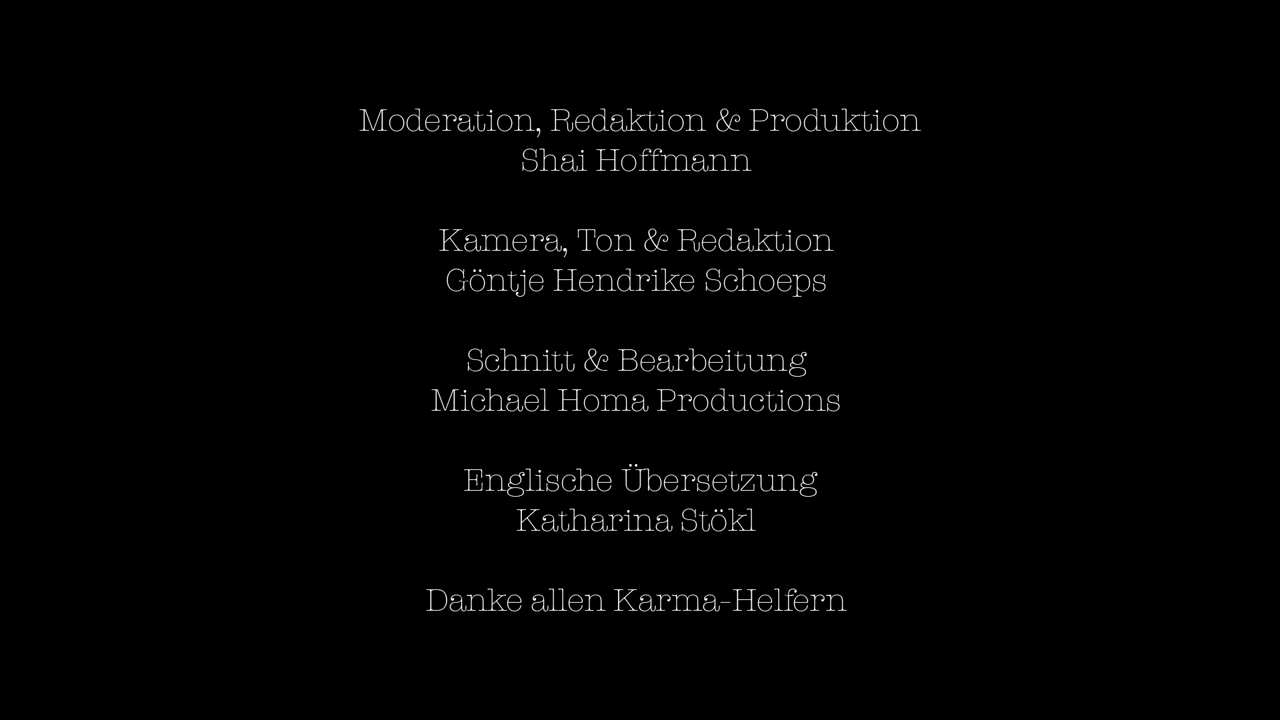 Moderation, Redaktion & Produktion
Shai Hoffmann
Kamera, Ton & Redaktion
Göntje Hendrike Schoeps
Schnitt & Bearbeitung
Michael Homa Productions
Englische Übersetzung
Katharina Stökl
Danke allen Karma-Helfern